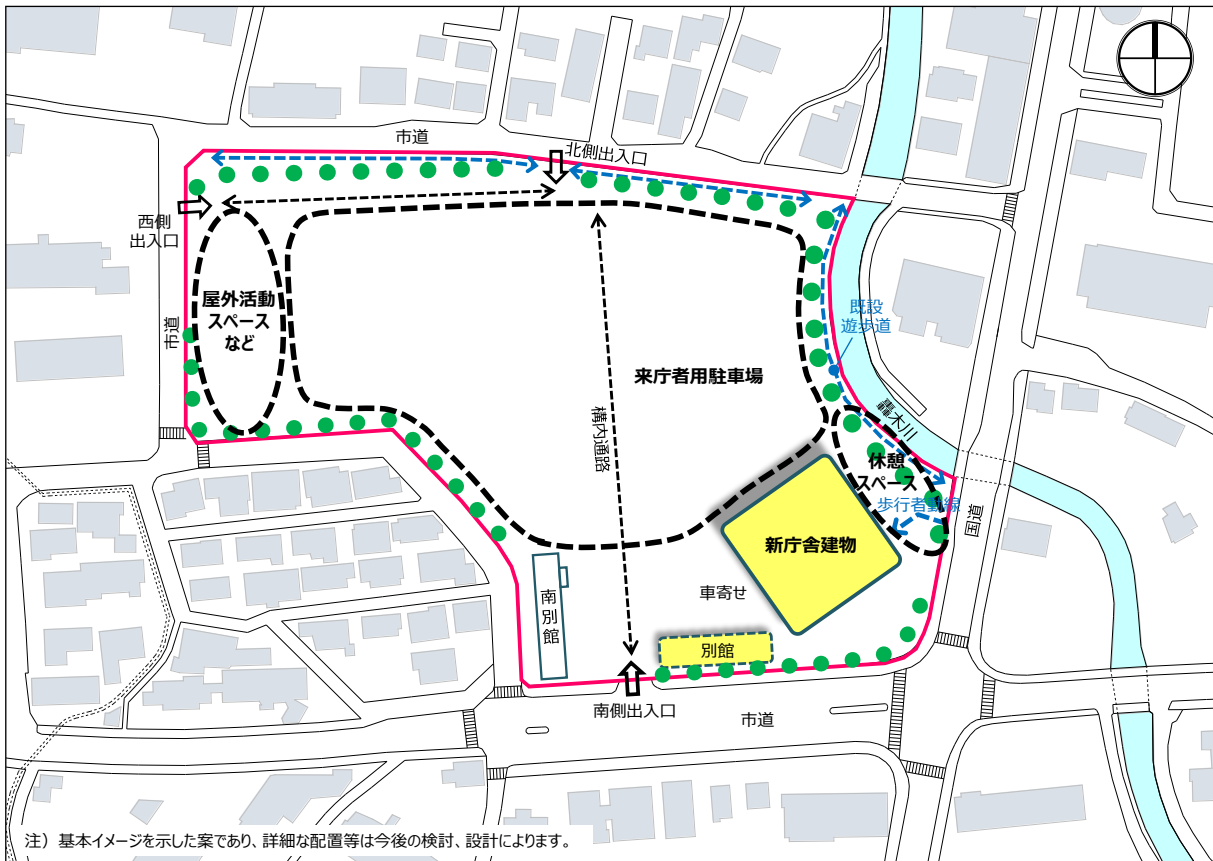 市道
北側出入口
西側
出入口
屋外活動
スペース
など
市道
既設
遊歩道
来庁者用駐車場
轟木川
構内通路
休憩
スペース
歩行者動線
国道
新庁舎建物
車寄せ
南別館
別館
南側出入口
市道
注）基本イメージを示した案であり、詳細な配置等は今後の検討、設計によります。